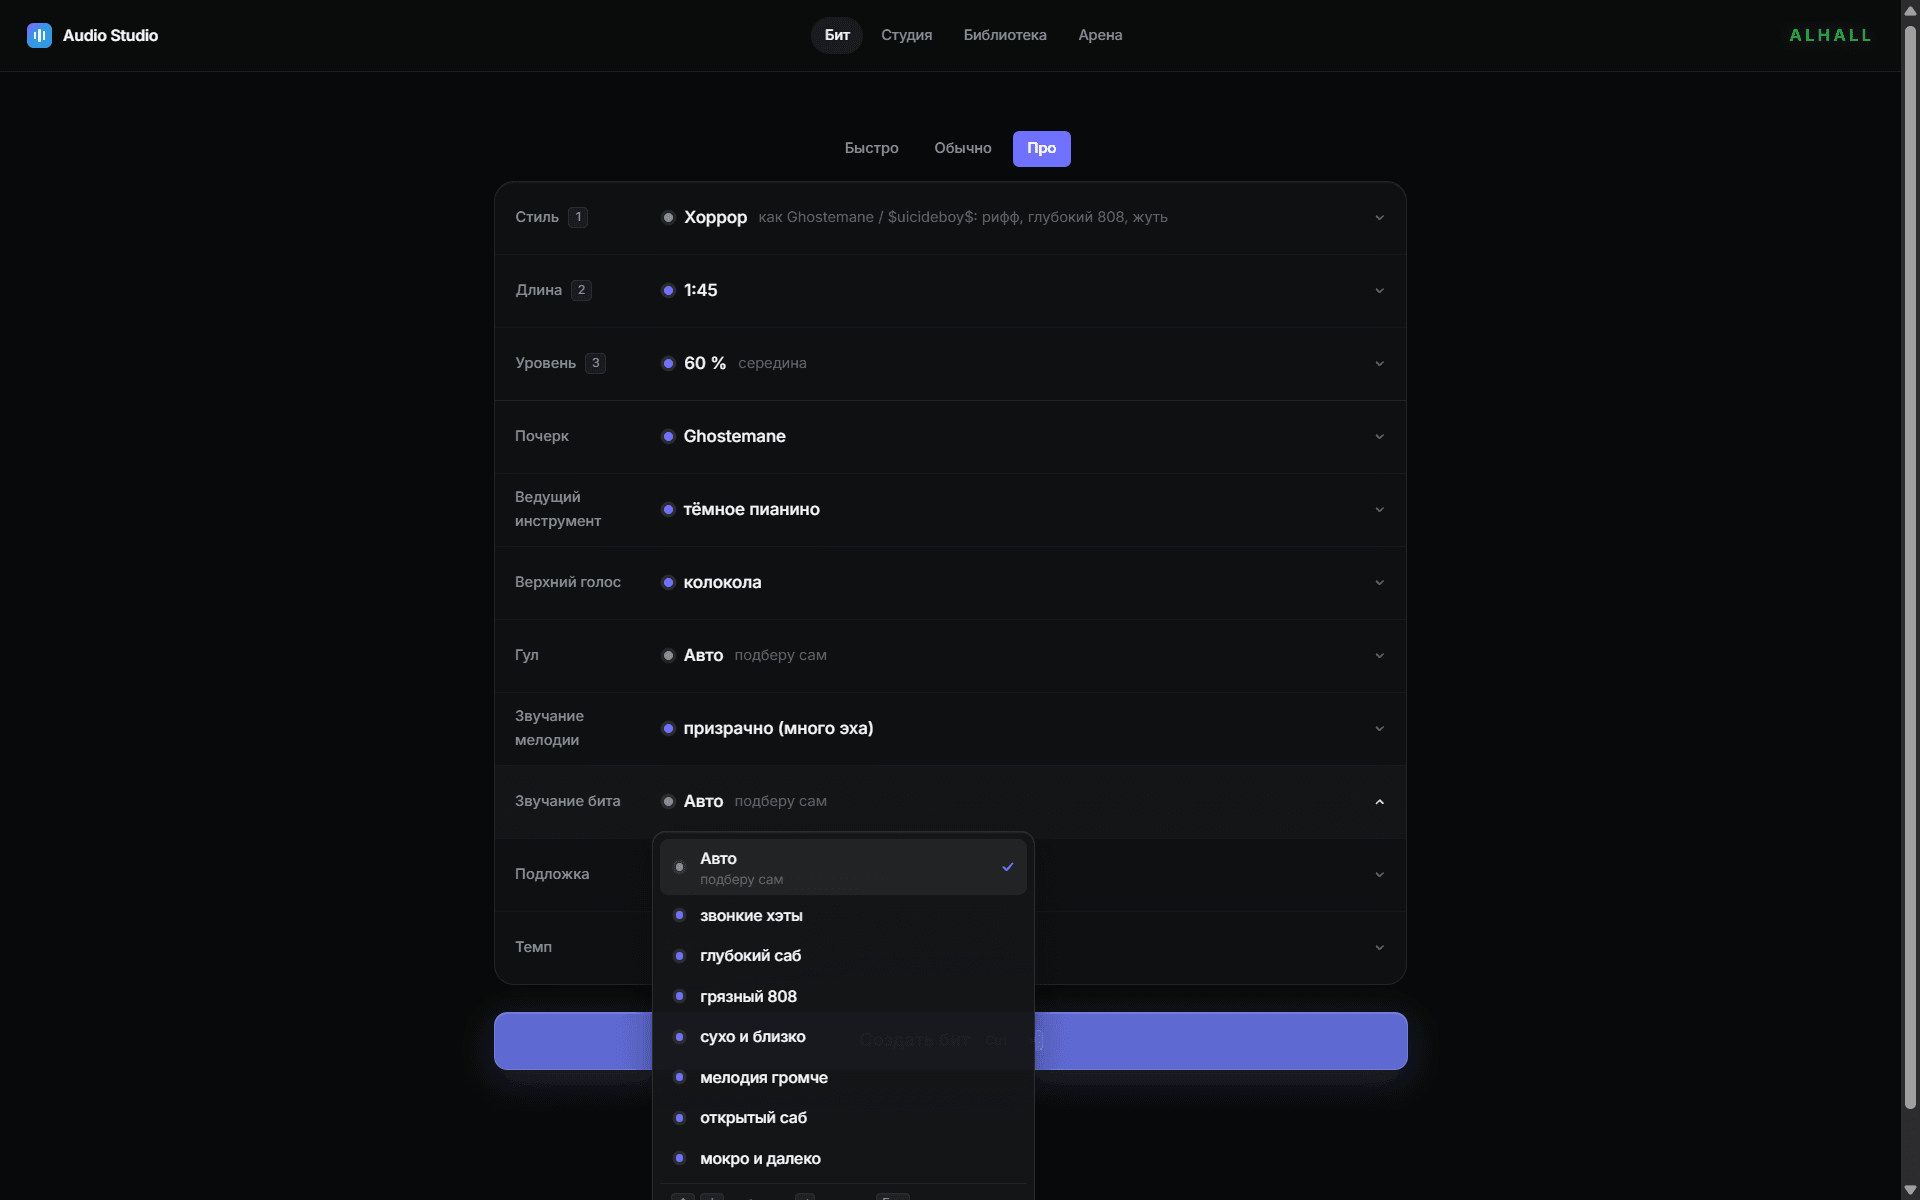 Audio Studio
Бит
Студия
Библиотека
Арена
ALHALL
Быстро
Обычно
Про
Стиль 1
Хоррор как Ghostemane / $uicideboy$: рифф, глубокий 808, жуть
Длина 2
1:45
Уровень 3
60 % середина
Почерк
Ghostemane
Ведущий
инструмент
тёмное пианино
Верхний голос
колокола
Гул
Авто подберу сам
Звучание
мелодии
призрачно (много эха)
Звучание бита
Авто подберу сам
Авто
подберу сам
звонкие хэты
Подложка
глубокий саб
Темп
грязный 808
сухо и близко
Создать бит Ctrl
мелодия громче
открытый саб
мокро и далеко